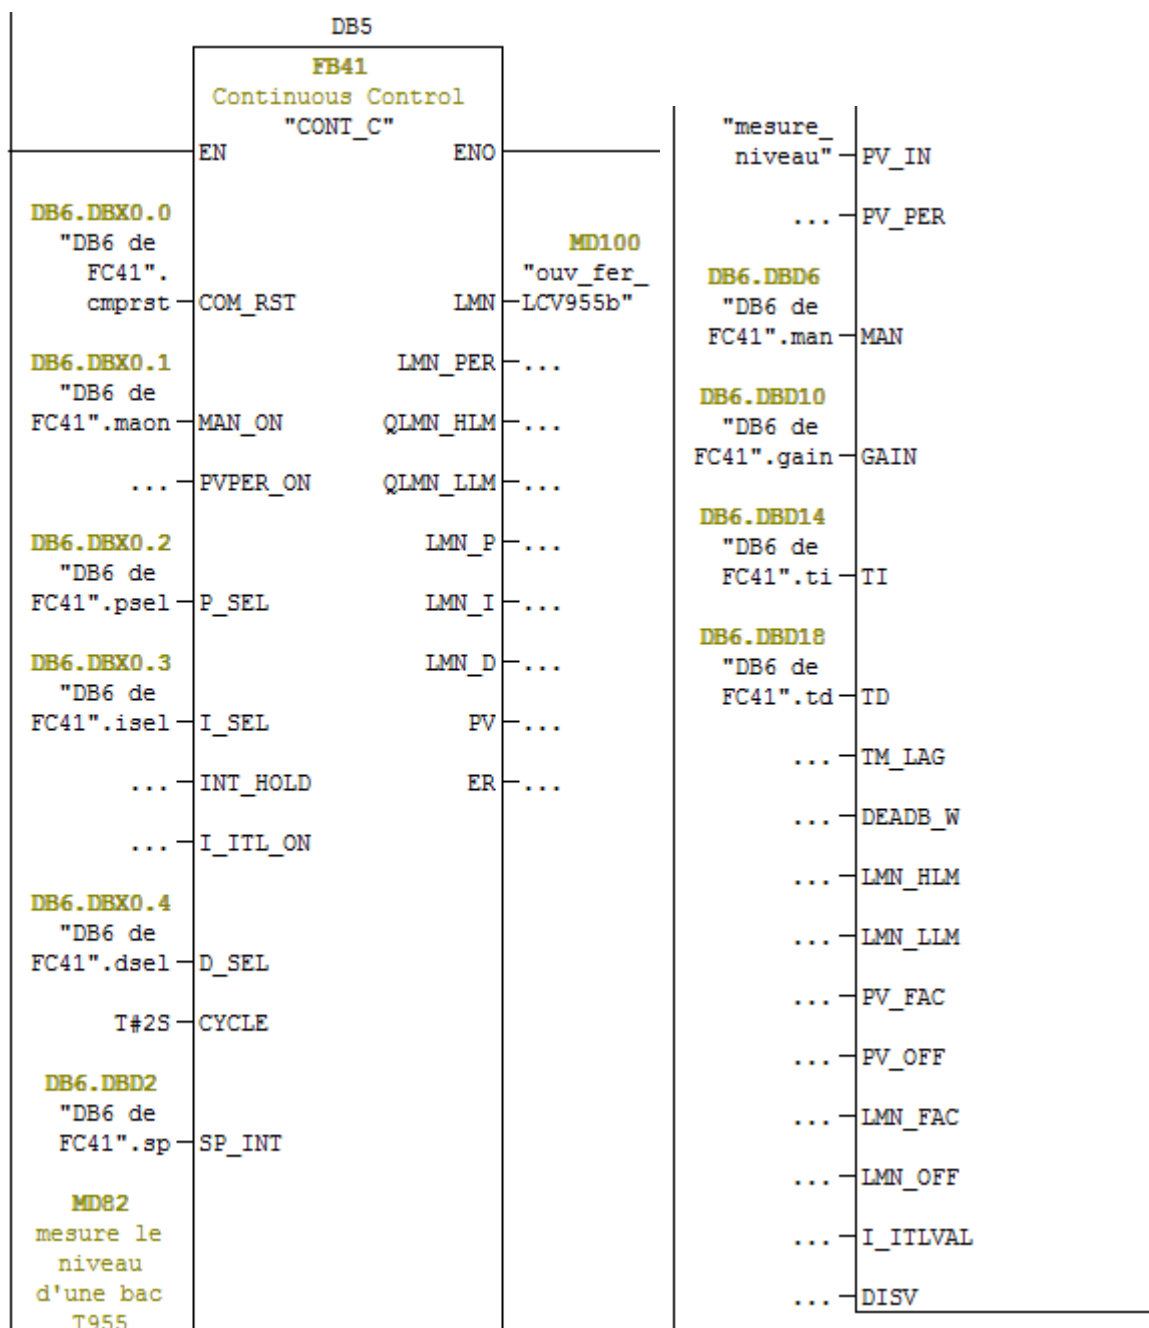 DB5
FB41
Continuous Control
"CONT_C"
EN ENO
DB6.DBX0.0
"DB6 de
FC41".
cmprst COM_RST
MD100
"ouv_fer_
LMN LCV955b"
DB6.DBX0.1
"DB6 de
FC41".maon MAN_ON
LMN_PER ...
QLMN_HLM ...
... PVPER_ON QLMN_LLM ...
DB6.DBX0.2
"DB6 de
FC41".psel P_SEL
LMN_P ...
LMN_I ...
DB6.DBX0.3
"DB6 de
FC41".isel I_SEL
LMN_D ...
PV ...
... INT_HOLD ER ...
... I_ITL_ON
DB6.DBX0.4
"DB6 de
FC41".dsel D_SEL
T#2S CYCLE
DB6.DBD2
"DB6 de
FC41".sp SP_INT
MD82
mesure le
niveau
d'une bac
T955
"mesure_
niveau" PV_IN
... PV_PER
DB6.DBD6
"DB6 de
FC41".man MAN
DB6.DBD10
"DB6 de
FC41".gain GAIN
DB6.DBD14
"DB6 de
FC41".ti TI
DB6.DBD18
"DB6 de
FC41".td TD
... TM_LAG
... DEADB_W
... LMN_HLM
... LMN_LLM
... PV_FAC
... PV_OFF
... LMN_FAC
... LMN_OFF
... I_ITLVAL
... DISV